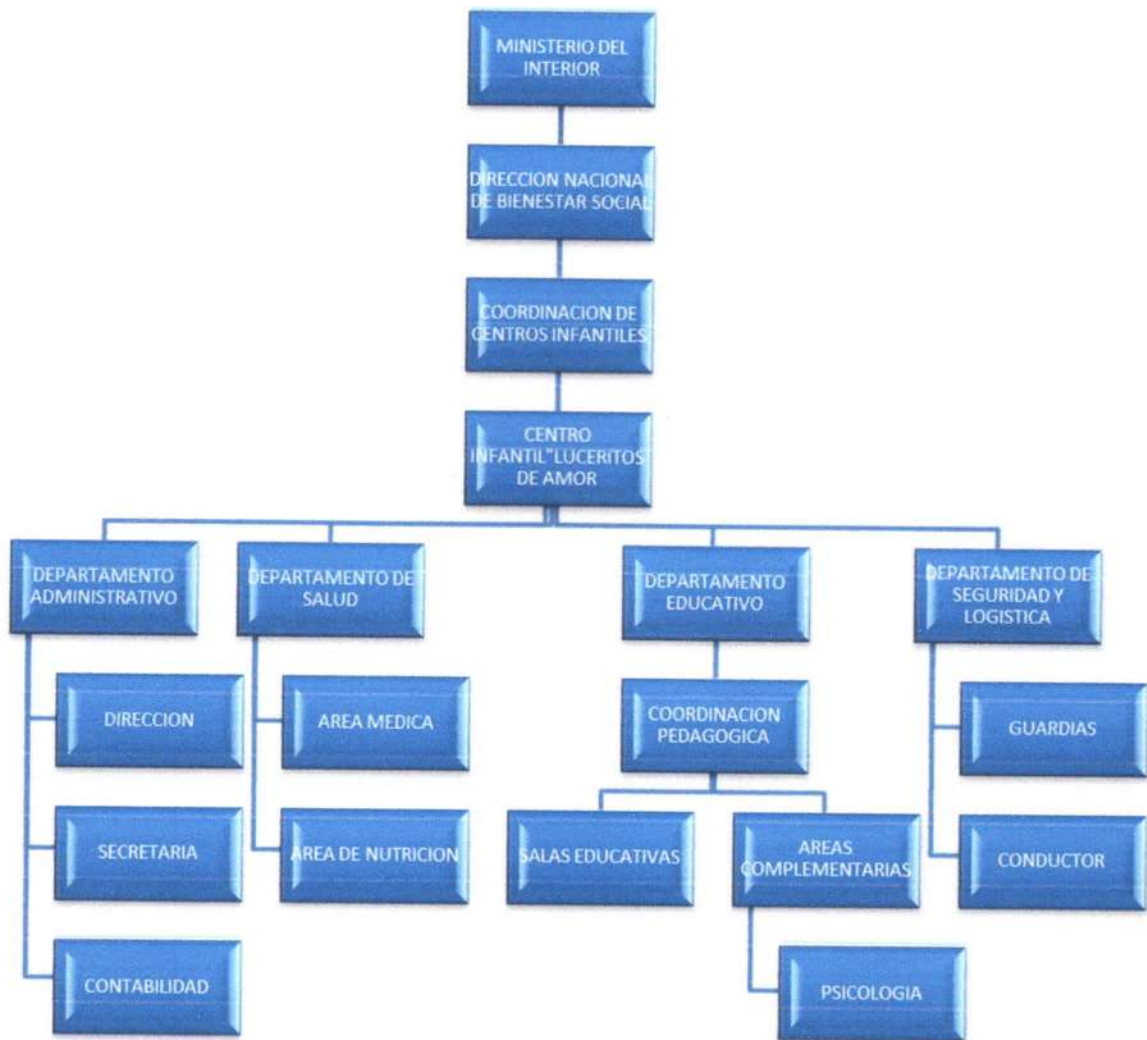 MINISTERIO DEL
INTERIOR
DIRECCION NACIONAL
DE BIENESTAR SOCIAL
COORDINACION DE
CENTROS INFANTILES
CENTRO
INFANTIL"LUCERITOS
DE AMOR
DEPARTAMENTO
ADMINISTRATIVO
DEPARTAMENTO DE
SALUD
DEPARTAMENTO
EDUCATIVO
DEPARTAMENTO DE
SEGURIDAD Y
LOGISTICA
DIRECCION
AREA MEDICA
COORDINACION
PEDAGOGICA
GUARDIAS
SECRETARIA
AREA DE NUTRICION
SALAS EDUCATIVAS
AREAS
COMPLEMENTARIAS
CONDUCTOR
CONTABILIDAD
PSICOLOGIA